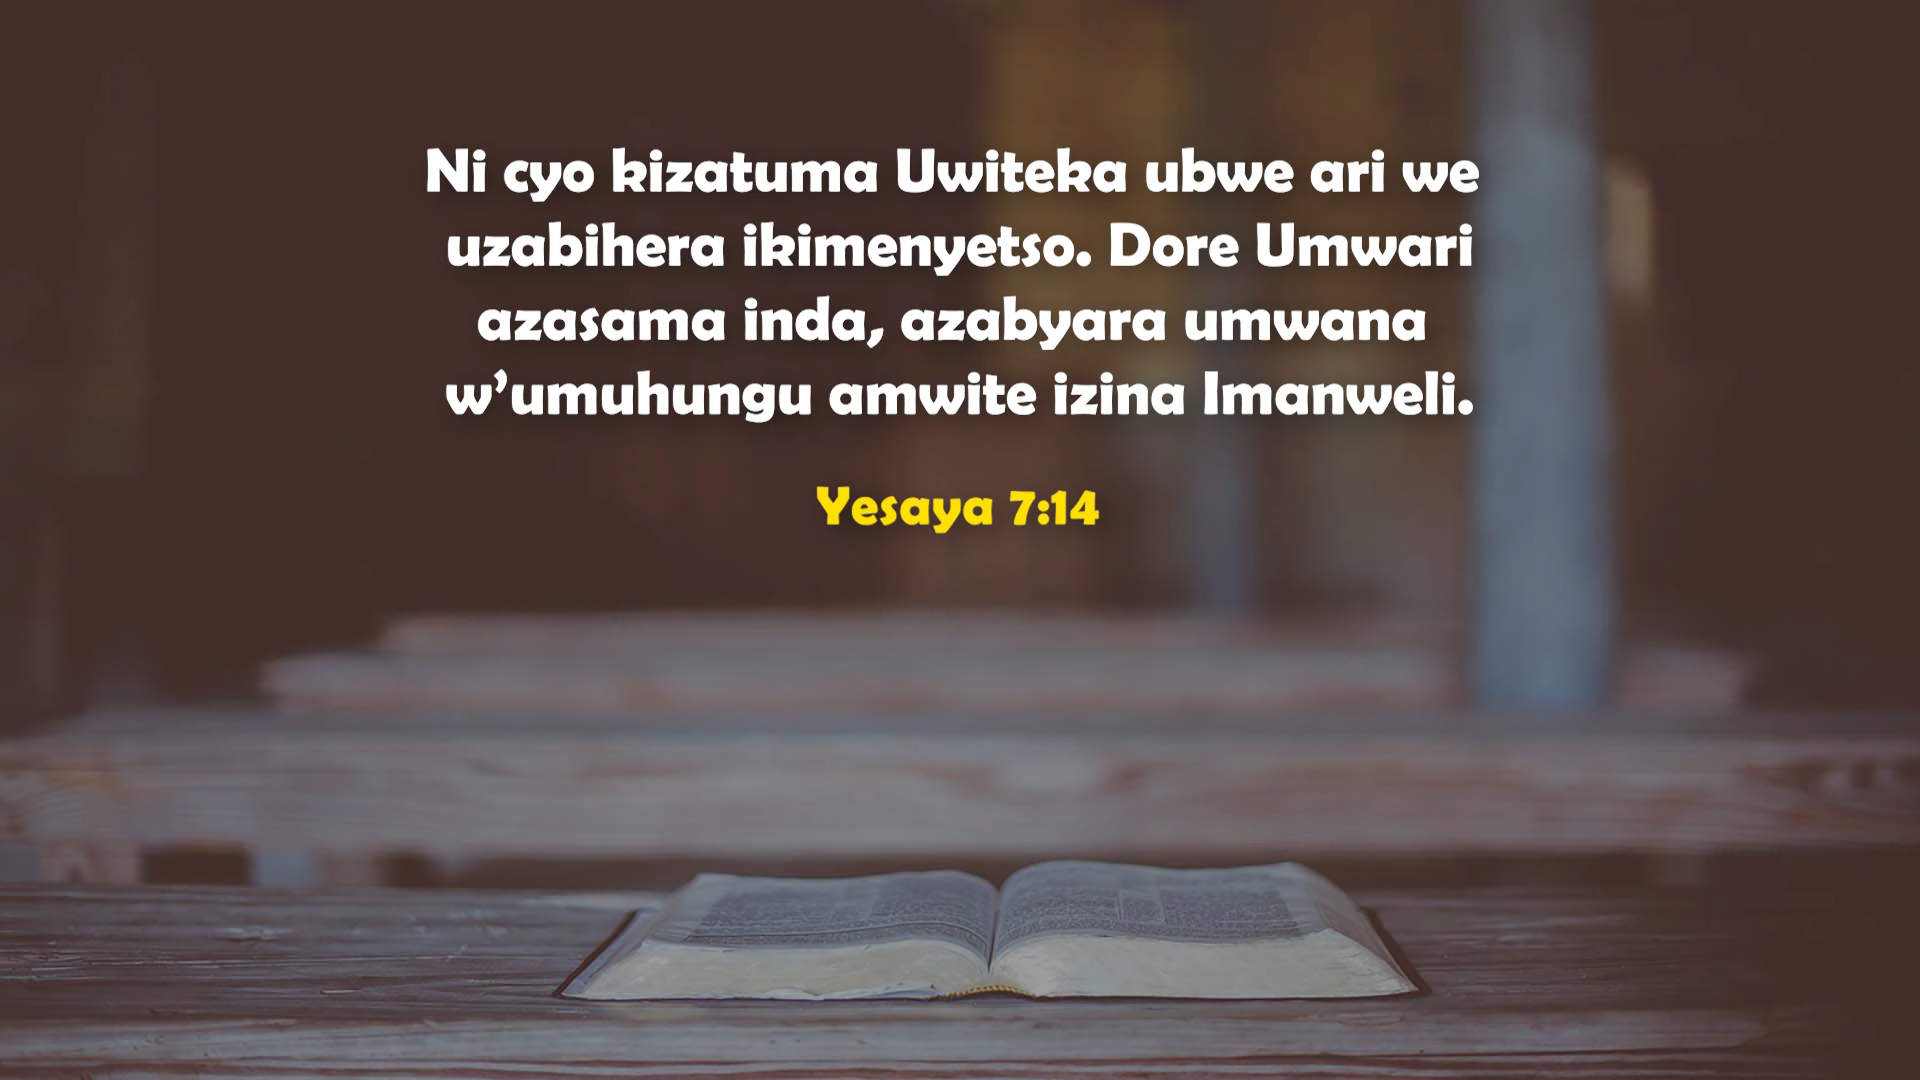 Ni cyo kizatuma Uwiteka ubwe ari we
uzabihera ikimenyetso. Dore Umwari
azasama inda, azabyara umwana
w’umuhungu amwite izina Imanweli.
Yesaya 7:14